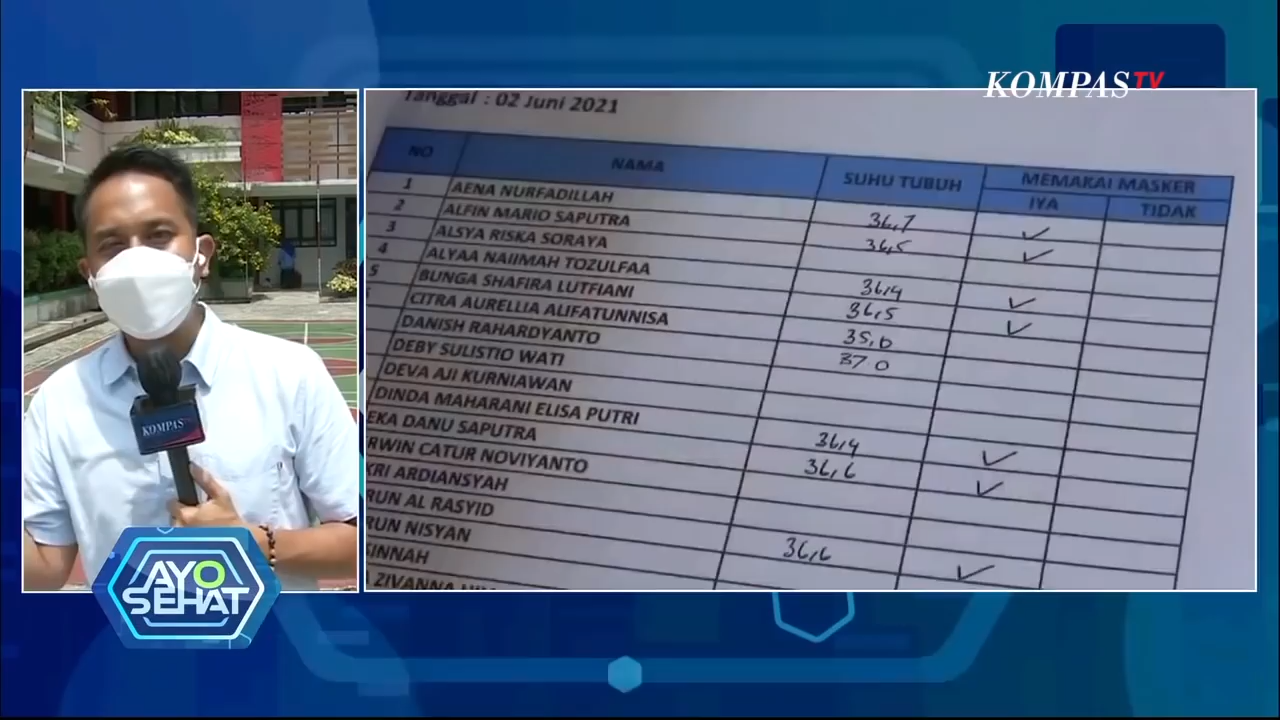 KOMPASTV
Tanggal : 02 Juni 2021
NO NAMA SUHU TUBUH MEMAKAI MASKER
IYA TIDAK
1 AENA NURFADILLAH 36,7
2 ALFIN MARIO SAPUTRA 36,5
3 ALSYA RISKA SORAYA
4 ALYAA NAIIMAH TOZULFAA 36,4
5 BUNGA SHAFIRA LUTFIANI 36,5
CITRA AURELLIA ALIFATUNNISA 35,6
DANISH RAHARDYANTO 37.0
DEBY SULISTIO WATI
DEVA AJI KURNIAWAN
DINDA MAHARANI ELISA PUTRI 36,4
EKA DANU SAPUTRA 36,6
RWIN CATUR NOVIYANTO
KRI ARDIANSYAH
RUN AL RASYID 36,6
RUN NISYAN
SINNAH
ZIVANNA
KOMPAS
AYO
SEHAT